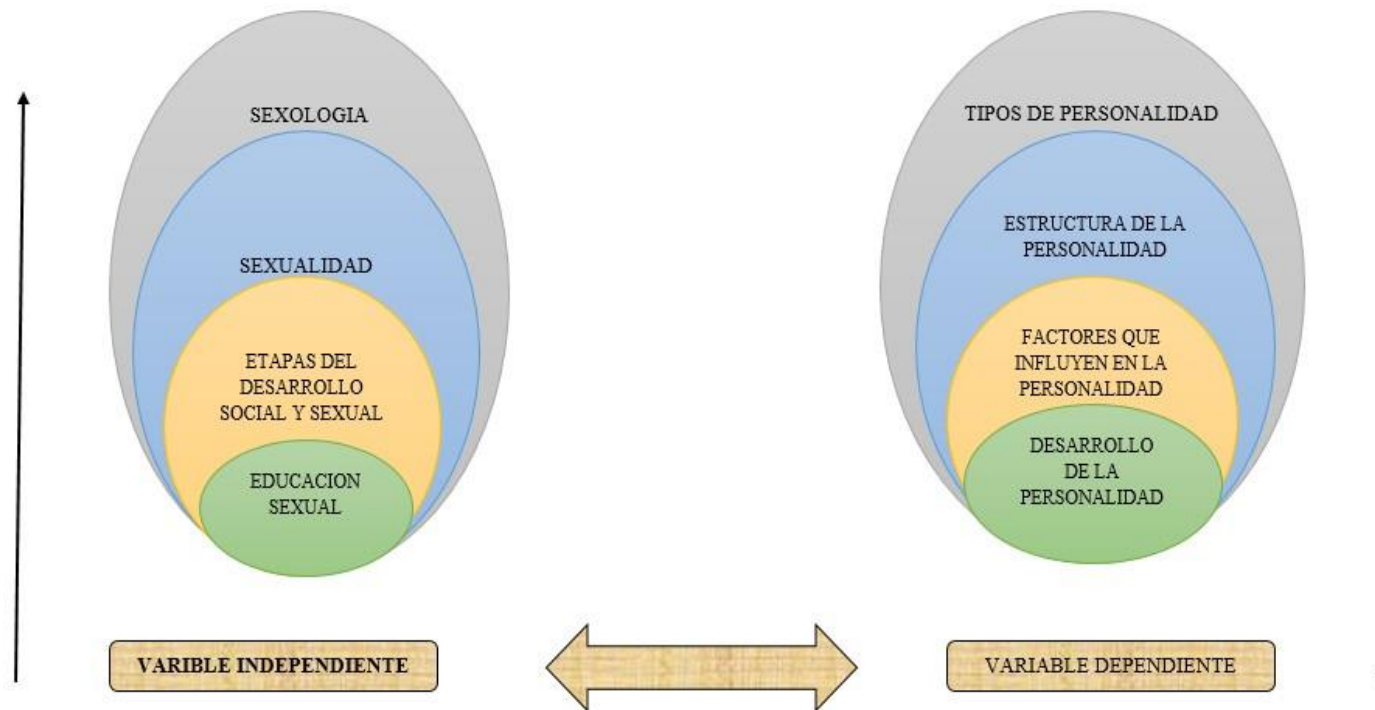 SEXOLOGIA
SEXUALIDAD
ETAPAS DEL
DESARROLLO
SOCIAL Y SEXUAL
EDUCACION
SEXUAL
VARIBLE INDEPENDIENTE
TIPOS DE PERSONALIDAD
ESTRUCTURA DE LA
PERSONALIDAD
FACTORES QUE
INFLUYEN EN LA
PERSONALIDAD
DESARROLLO
DE LA
PERSONALIDAD
VARIABLE DEPENDIENTE